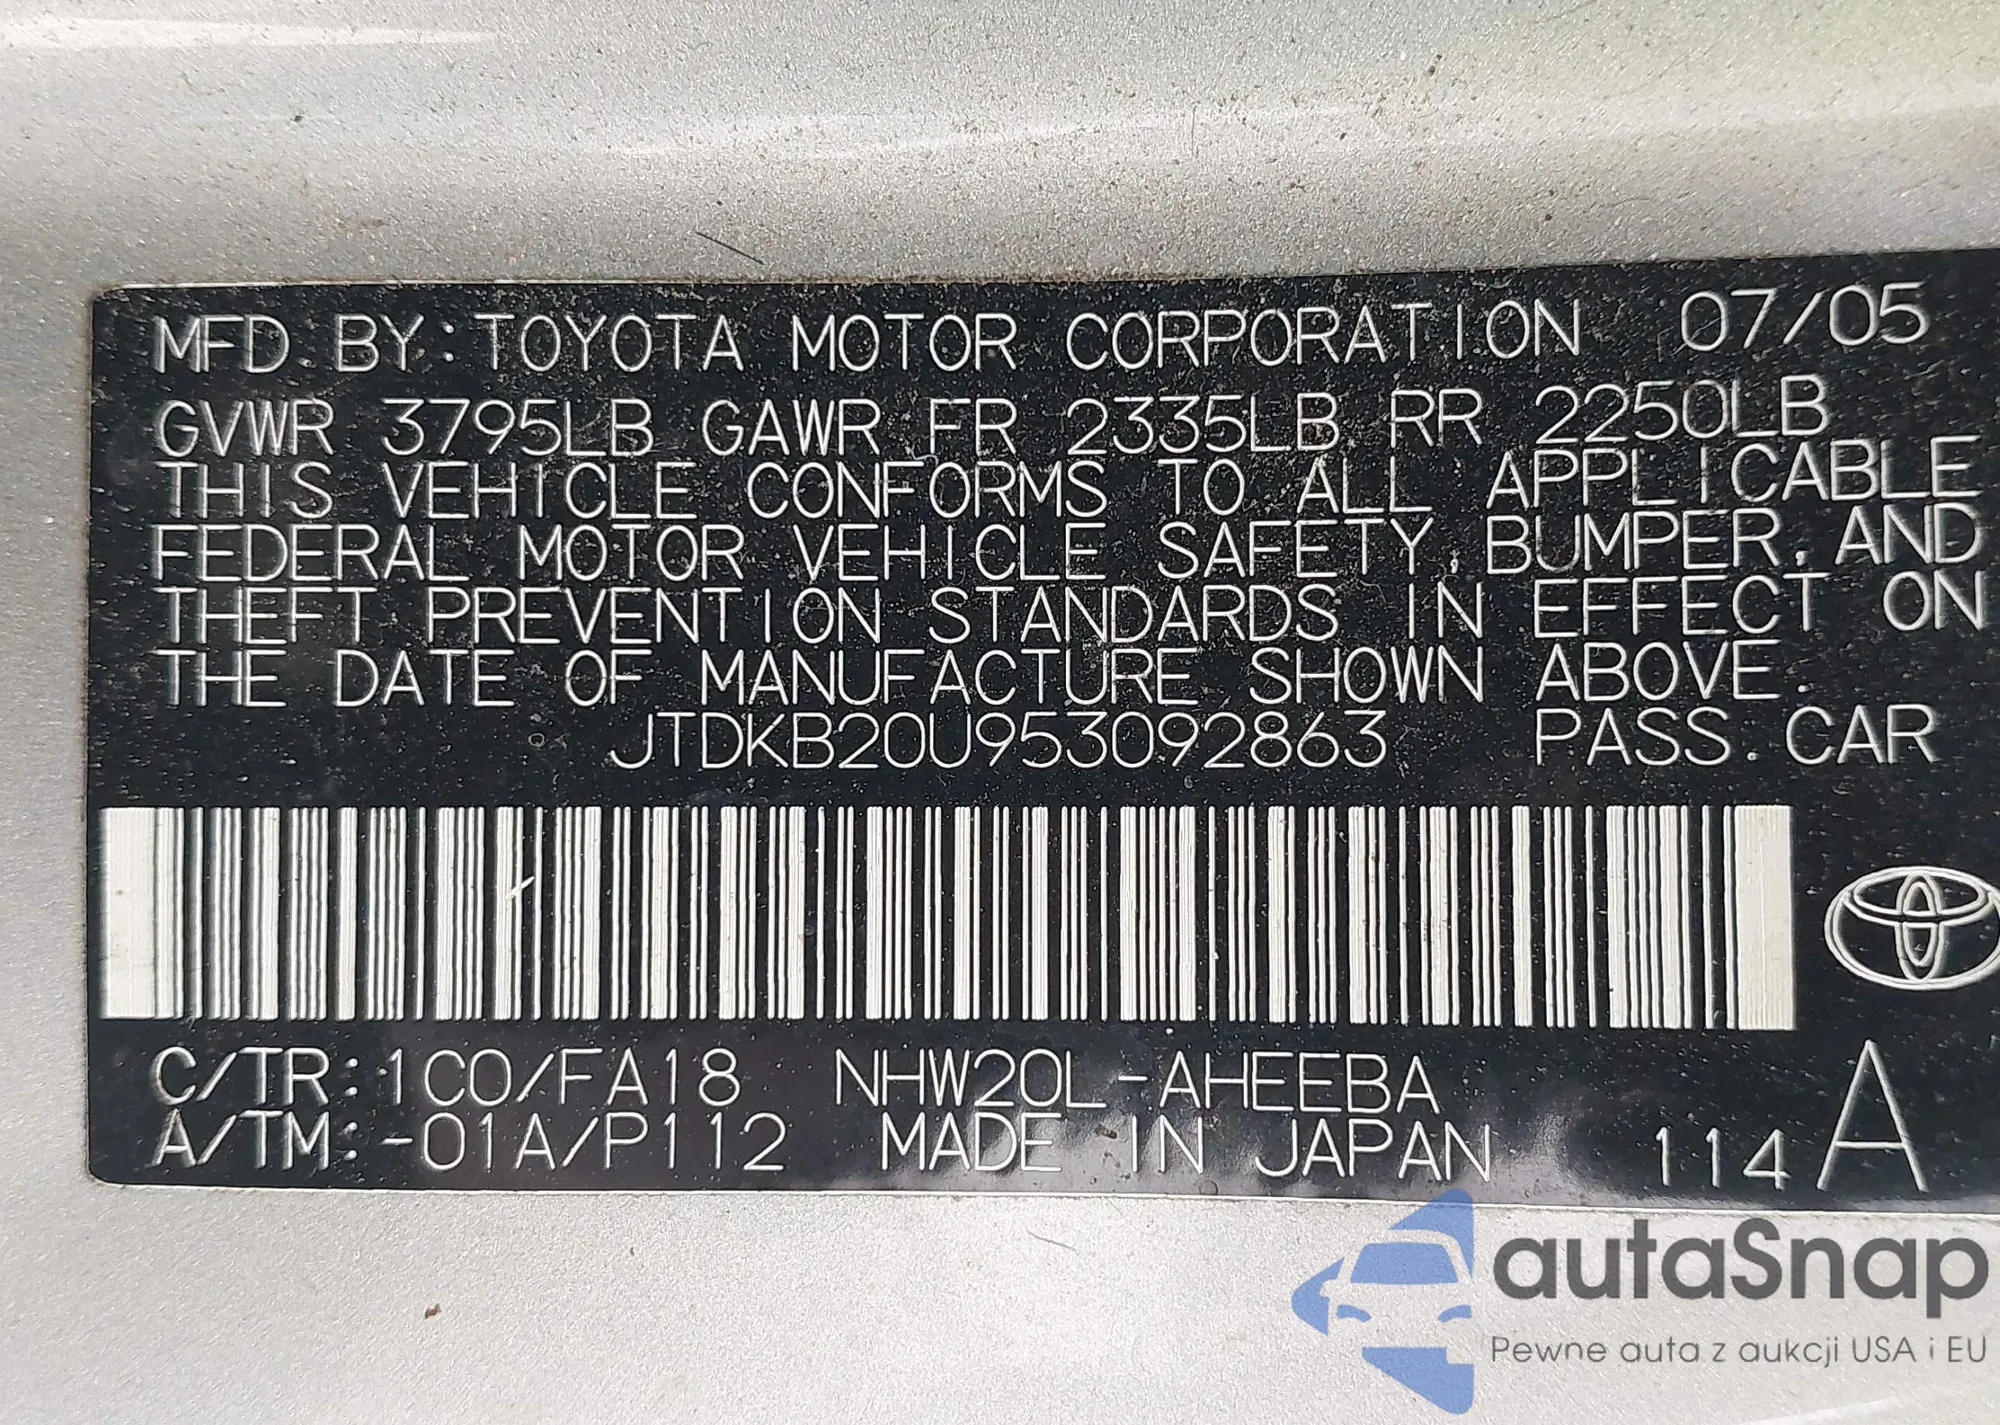 MFD. BY: TOYOTA MOTOR CORPORATION 07/05
GVWR 3795LB GAWR FR 2335LB RR 2250LB
THIS VEHICLE CONFORMS TO ALL APPLICABLE
FEDERAL MOTOR VEHICLE SAFETY, BUMPER, AND
THEFT PREVENTION STANDARDS IN EFFECT ON
THE DATE OF MANUFACTURE SHOWN ABOVE.
JTDKB20U953092863 PASS. CAR
C/TR: 1C0/FA18 NHW20L-AHEEBA
A/TM: -01A/P112 MADE IN JAPAN 114 A
autaSnap
Pewne auta z aukcji USA i EU